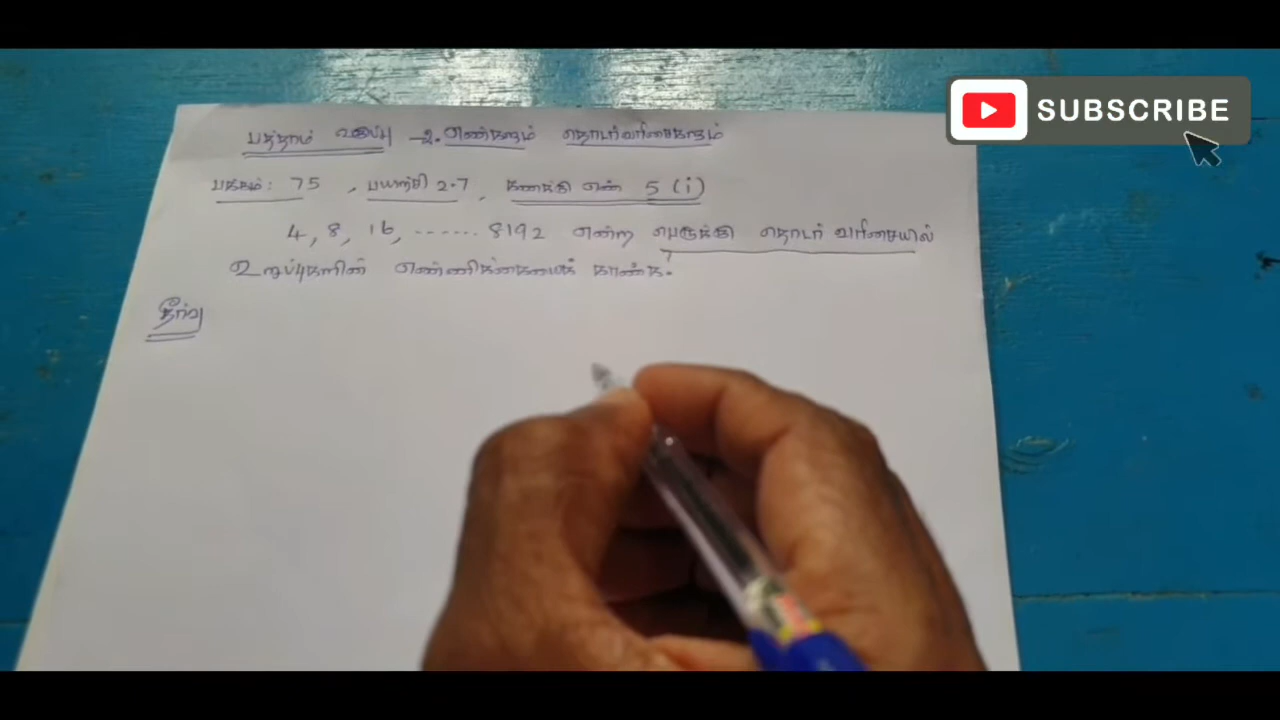 பத்தாம் வகுப்பு - 2. எண்களும் தொடர்வரிசைகளும்
பக்கம்: 75 , பயிற்சி 2.7 , கணக்கு எண் 5 (i)
4, 8, 16, ...... 8192 என்ற பெருக்கு தொடர் வரிசையில்
உறுப்புகளின் எண்ணிக்கையைக் காண்க.
தீர்வு
SUBSCRIBE